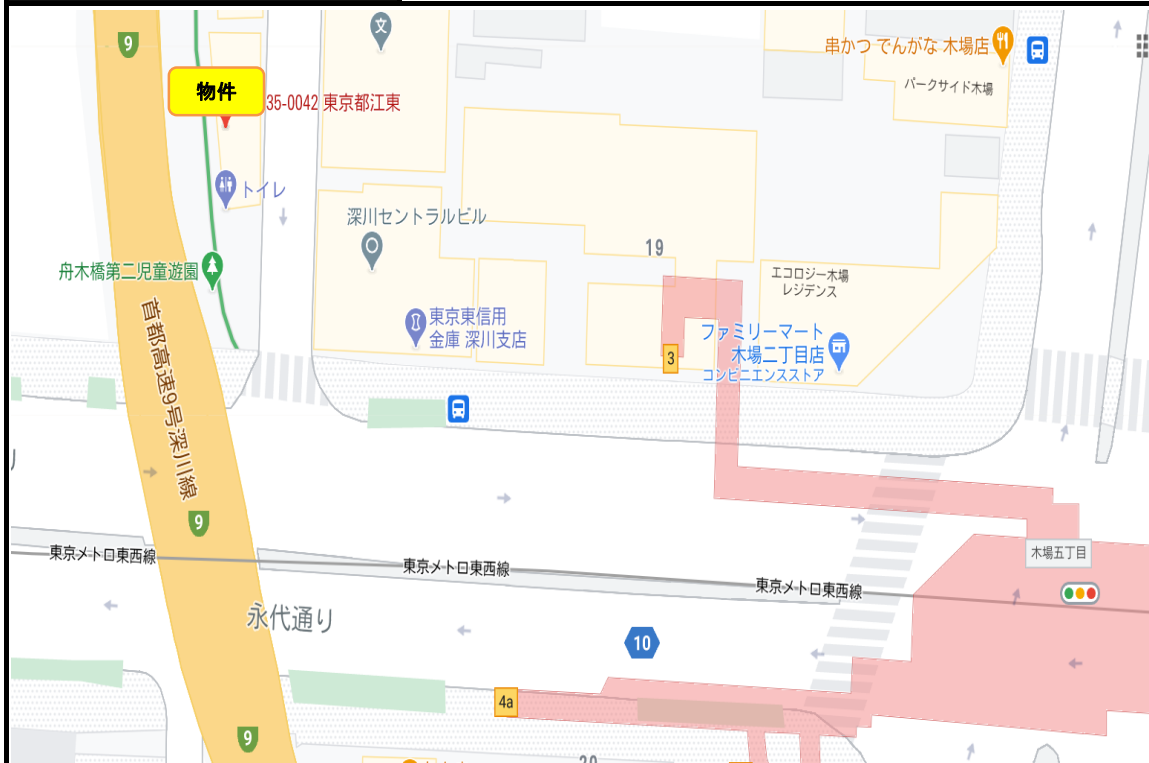 9
文
串かつ でんがな 木場店
パークサイド木場
物件
35-0042 東京都江東
トイレ
深川セントラルビル
19
舟木橋第二児童遊園
エコロジー木場
レジデンス
東京東信用
金庫 深川支店
ファミリーマート
木場二丁目店
コンビニエンスストア
3
首都高速9号深川線
9
東京メトロ東西線
東京メトロ東西線
東京メトロ東西線
木場五丁目
永代通り
10
4a
9